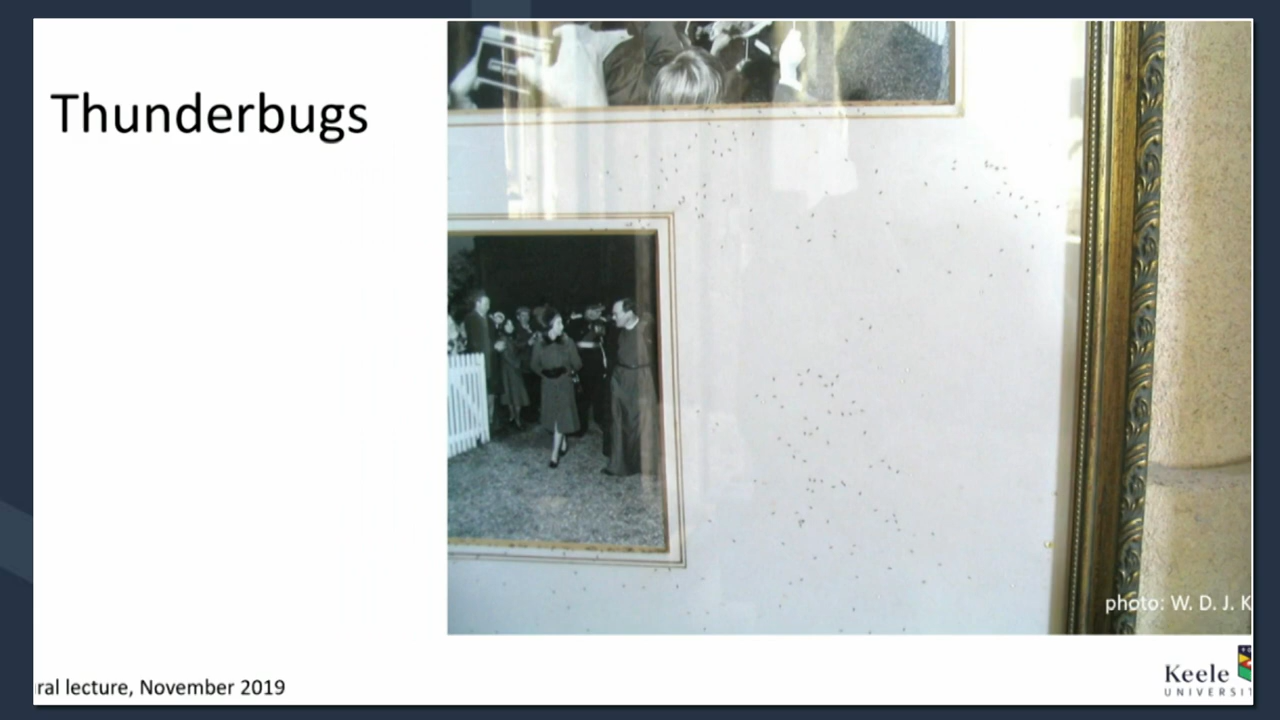 Thunderbugs
photo: W. D. J. K
ral lecture, November 2019
Keele
UNIVERSIT